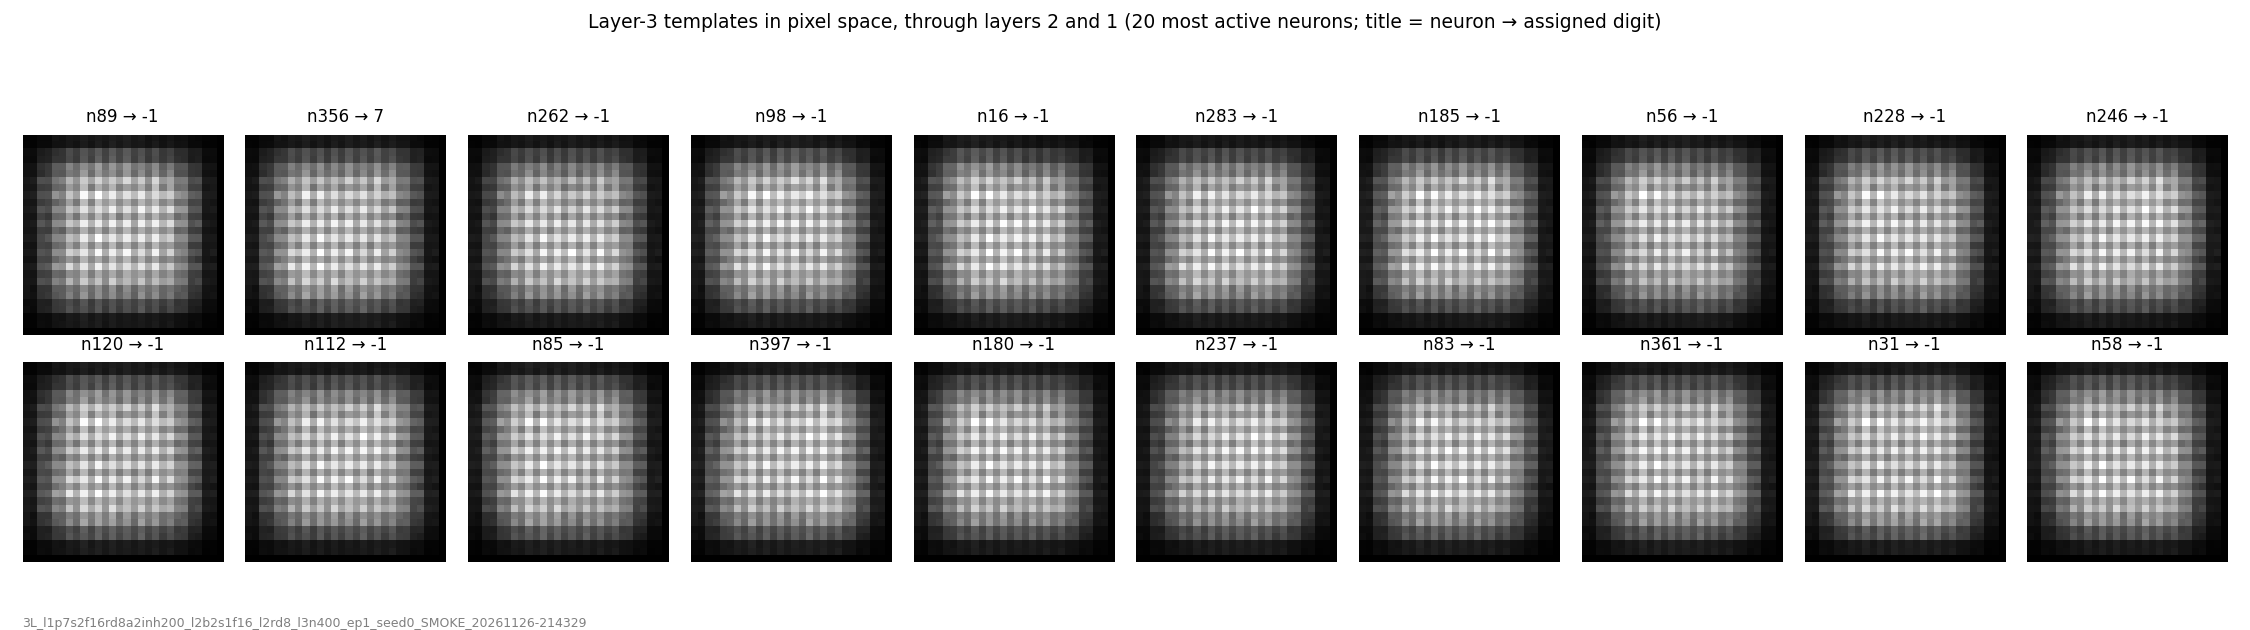 Layer-3 templates in pixel space, through layers 2 and 1 (20 most active neurons; title = neuron → assigned digit)
n89 → -1 n356 → 7 n262 → -1 n98 → -1 n16 → -1 n283 → -1 n185 → -1 n56 → -1 n228 → -1 n246 → -1
n120 → -1 n112 → -1 n85 → -1 n397 → -1 n180 → -1 n237 → -1 n83 → -1 n361 → -1 n31 → -1 n58 → -1
3L_l1p7s2f16rd8a2inh200_l2b2s1f16_l2rd8_l3n400_ep1_seed0_SMOKE_20261126-214329